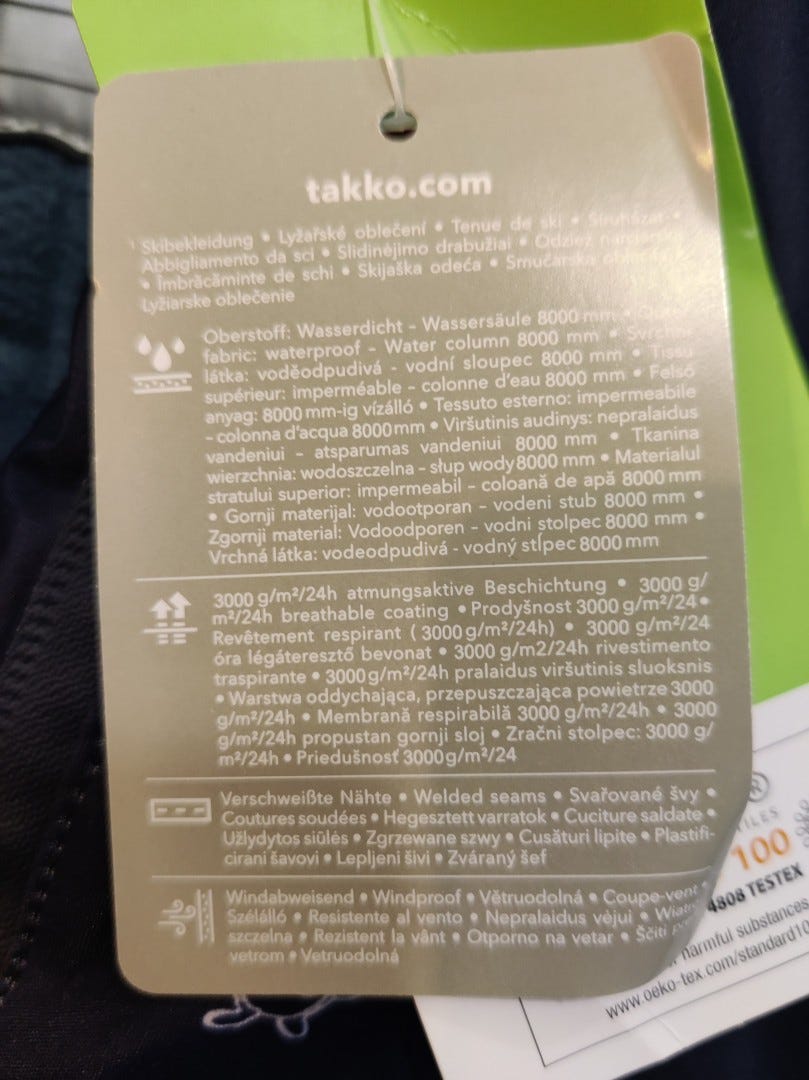 takko.com
¹ Skibekleidung • Lyžařské oblečení • Tenue de ski • Síruházat •
Abbigliamento da sci • Slidinėjimo drabužiai • Odzież narciarska
• Îmbrăcăminte de schi • Skijaška odeća • Smučarska
Lyžiarske oblečenie
Oberstoff: Wasserdicht - Wassersäule 8000 mm •
fabric: waterproof - Water column 8000 mm • Svrchní
látka: voděodpudivá - vodní sloupec 8000 mm • Tissu
supérieur: imperméable - colonne d'eau 8000 mm • Felső
anyag: 8000 mm-ig vízálló • Tessuto esterno: impermeabile
- colonna d'acqua 8000 mm • Viršutinis audinys: nepralaidus
vandeniui - atsparumas vandeniui 8000 mm • Tkanina
wierzchnia: wodoszczelna - słup wody 8000 mm • Materialul
stratului superior: impermeabil - coloană de apă 8000 mm
• Gornji materijal: vodootporan - vodeni stub 8000 mm •
Zgornji material: Vodoodporen - vodni stolpec 8000 mm •
Vrchná látka: vodeodpudivá - vodný stĺpec 8000 mm
3000 g/m²/24h atmungsaktive Beschichtung • 3000 g/
m²/24h breathable coating • Prodyšnost 3000 g/m²/24 •
Revêtement respirant ( 3000 g/m²/24h) • 3000 g/m²/24
óra légáteresztő bevonat • 3000 g/m2/24h rivestimento
traspirante • 3000 g/m²/24h pralaidus viršutinis sluoksnis
• Warstwa oddychająca, przepuszczająca powietrze 3000
g/m²/24h • Membrană respirabilă 3000 g/m²/24h • 3000
g/m²/24h propustan gornji sloj • Zračni stolpec: 3000 g/
m²/24h • Priedušnosť 3000 g/m²/24
Verschweißte Nähte • Welded seams • Svařované švy •
Coutures soudées • Hegesztett varratok • Cuciture saldate •
Užlydytos siūlės • Zgrzewane szwy • Cusături lipite • Plastifi-
cirani šavovi • Lepljeni šivi • Zváraný šef
Windabweisend • Windproof • Větruodolná • Coupe-vent •
Szélálló • Resistente al vento • Nepralaidus vėjui • Wiatro
szczelna • Rezistent la vânt • Otporno na vetar • Ščiti
vetrom • Vetruodolná
®
100
4808 TESTEX
harmful substances
www.oeko-tex.com/standard10